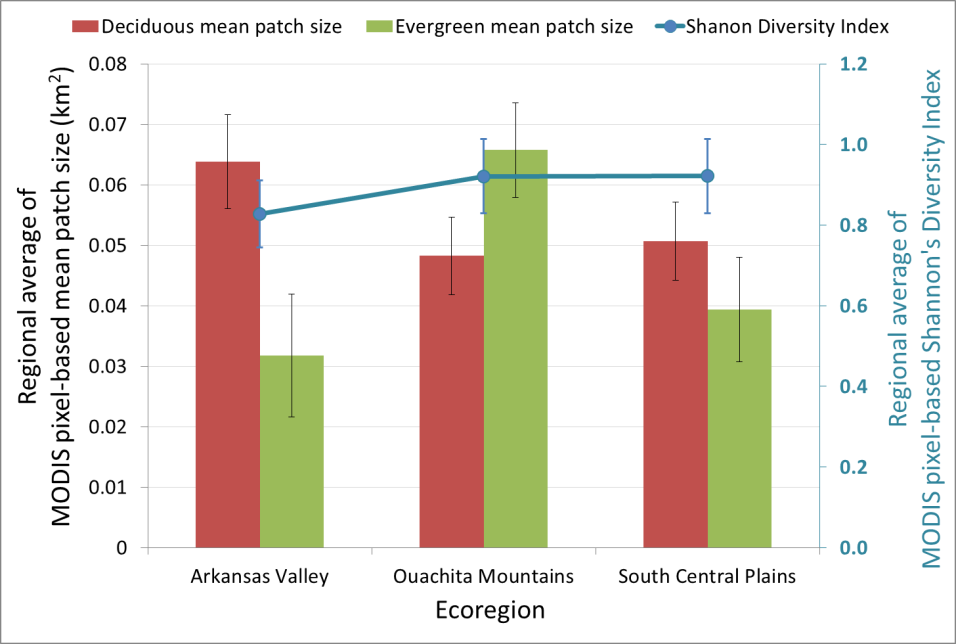 Deciduous mean patch size Evergreen mean patch size Shanon Diversity Index
Regional average of
MODIS pixel-based mean patch size (km²)
0.08
0.07
0.06
0.05
0.04
0.03
0.02
0.01
0
1.2
1.0
0.8
0.6
0.4
0.2
0.0
Regional average of
MODIS pixel-based Shannon's Diversity Index
Arkansas Valley Ouachita Mountains South Central Plains
Ecoregion